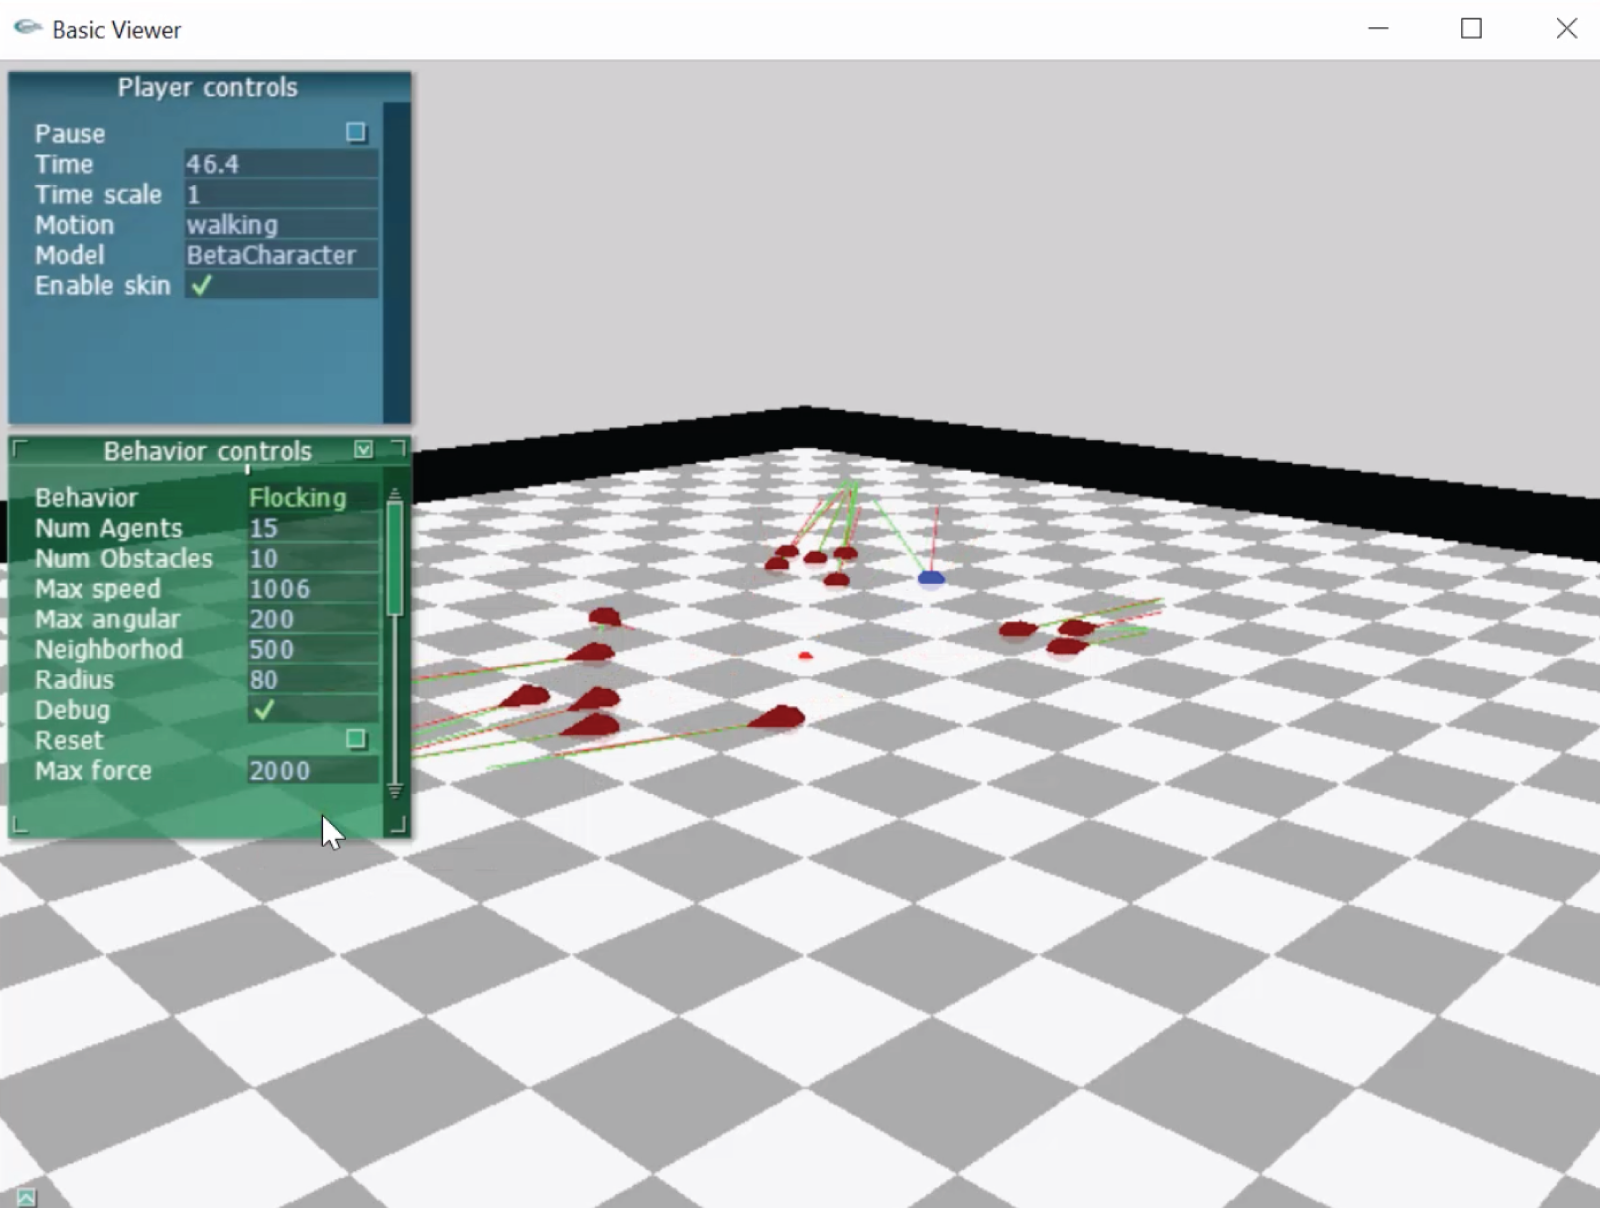 Basic Viewer
Player controls
Pause
Time 46.4
Time scale 1
Motion walking
Model BetaCharacter
Enable skin
Behavior controls
Behavior Flocking
Num Agents 15
Num Obstacles 10
Max speed 1006
Max angular 200
Neighborhod 500
Radius 80
Debug
Reset
Max force 2000